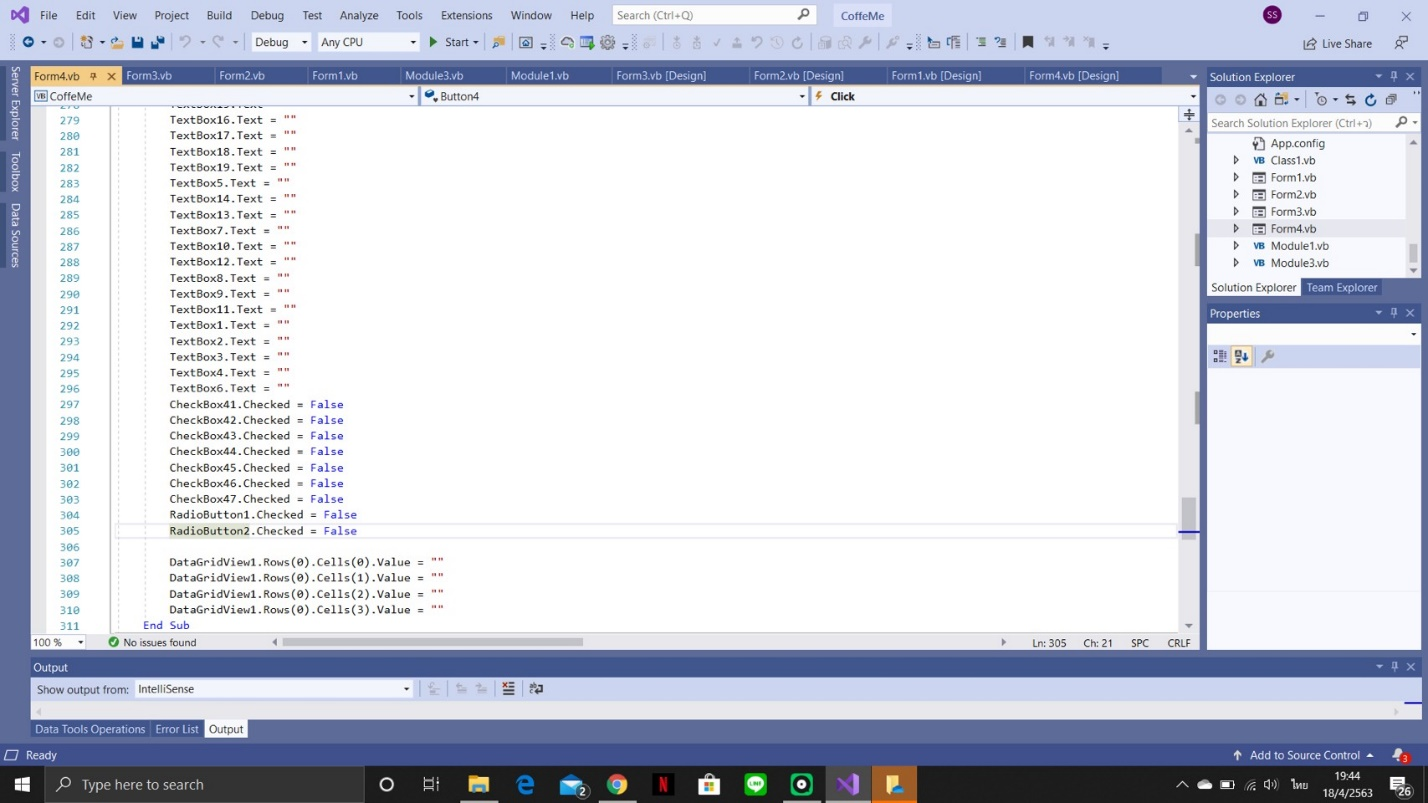 File Edit View Project Build Debug Test Analyze Tools Extensions Window Help Search (Ctrl+Q) CoffeMe SS
Debug Any CPU Start Live Share
Form4.vb Form3.vb Form2.vb Form1.vb Module3.vb Module1.vb Form3.vb [Design] Form2.vb [Design] Form1.vb [Design] Form4.vb [Design]
CoffeMe Button4 Click
279 TextBox16.Text = ""
280 TextBox17.Text = ""
281 TextBox18.Text = ""
282 TextBox19.Text = ""
283 TextBox5.Text = ""
284 TextBox14.Text = ""
285 TextBox13.Text = ""
286 TextBox7.Text = ""
287 TextBox10.Text = ""
288 TextBox12.Text = ""
289 TextBox8.Text = ""
290 TextBox9.Text = ""
291 TextBox11.Text = ""
292 TextBox1.Text = ""
293 TextBox2.Text = ""
294 TextBox3.Text = ""
295 TextBox4.Text = ""
296 TextBox6.Text = ""
297 CheckBox41.Checked = False
298 CheckBox42.Checked = False
299 CheckBox43.Checked = False
300 CheckBox44.Checked = False
301 CheckBox45.Checked = False
302 CheckBox46.Checked = False
303 CheckBox47.Checked = False
304 RadioButton1.Checked = False
305 RadioButton2.Checked = False
306
307 DataGridView1.Rows(0).Cells(0).Value = ""
308 DataGridView1.Rows(0).Cells(1).Value = ""
309 DataGridView1.Rows(0).Cells(2).Value = ""
310 DataGridView1.Rows(0).Cells(3).Value = ""
311 End Sub
100 % No issues found Ln: 305 Ch: 21 SPC CRLF
Server Explorer
Toolbox
Data Sources
Solution Explorer
Search Solution Explorer (Ctrl+ว)
App.config
VB Class1.vb
Form1.vb
Form2.vb
Form3.vb
Form4.vb
VB Module1.vb
VB Module3.vb
Solution Explorer Team Explorer
Properties
Output
Show output from: IntelliSense
Data Tools Operations Error List Output
Ready Add to Source Control 3
Type here to search 2 N LINE ไทย 19:44
18/4/2563 26